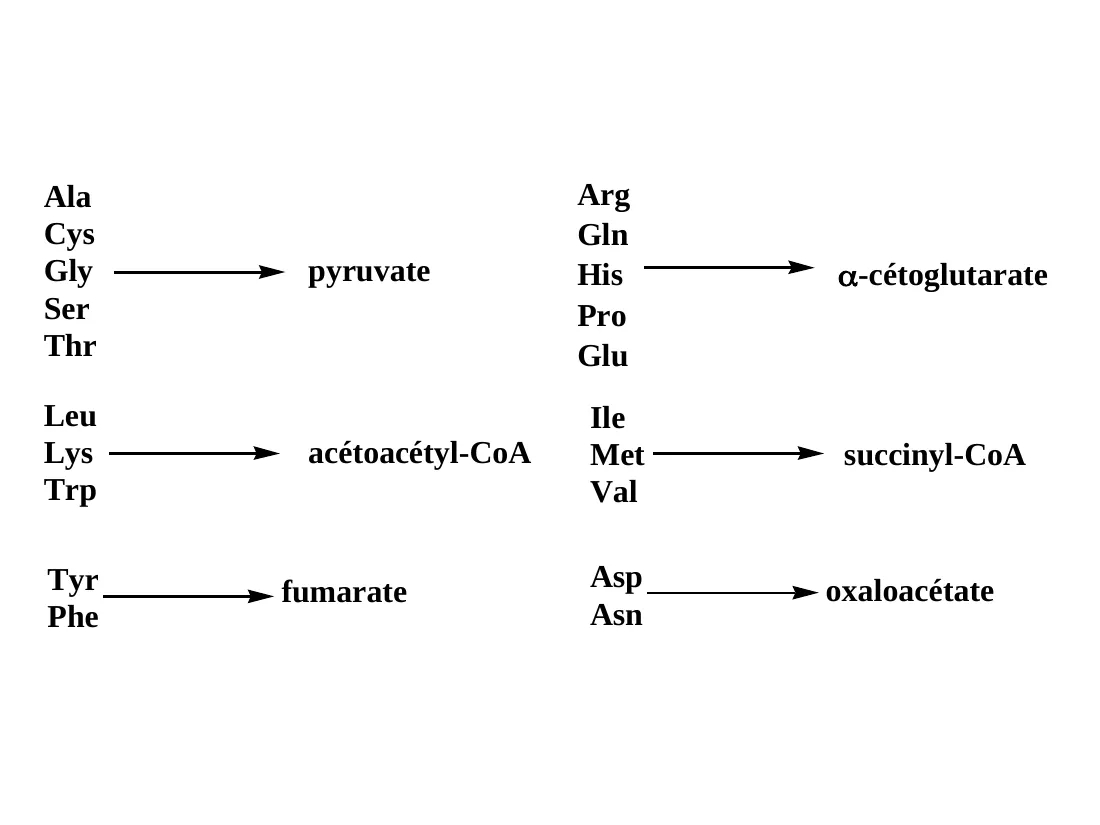 Ala
Cys
Gly
Ser
Thr
pyruvate
Arg
Gln
His
Pro
Glu
α-cétoglutarate
Leu
Lys
Trp
acétoacétyl-CoA
Ile
Met
Val
succinyl-CoA
Tyr
Phe
fumarate
Asp
Asn
oxaloacétate